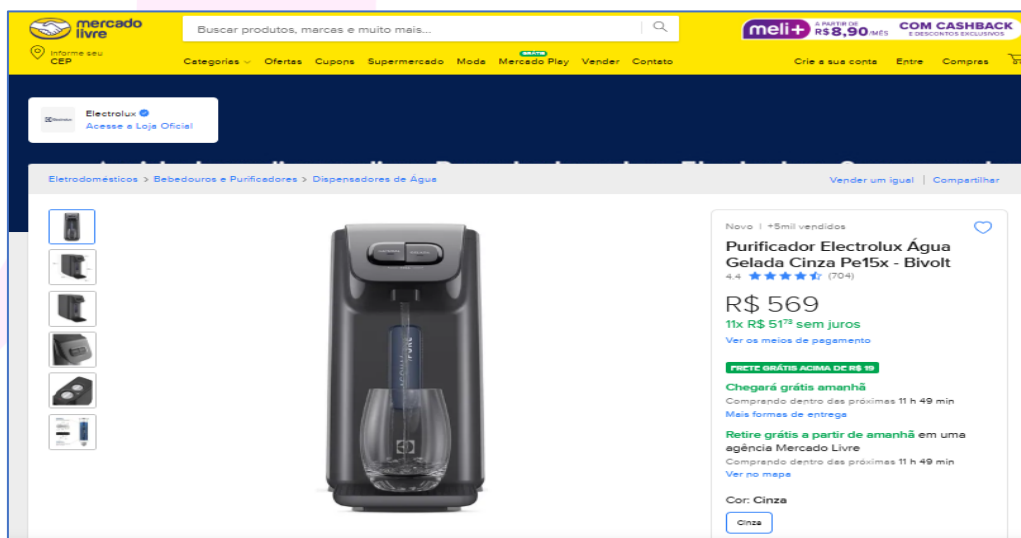 mercado
livre
Buscar produtos, marcas e muito mais...
meli+ A PARTIR DE R$8,90/MÊS COM CASHBACK E DESCONTOS EXCLUSIVOS
Informe seu
CEP
GRÁTIS
Categorias Ofertas Cupons Supermercado Moda Mercado Play Vender Contato Crie a sua conta Entre Compras
Electrolux
Electrolux
Acesse a Loja Oficial
Eletrodomésticos > Bebedouros e Purificadores > Dispensadores de Água Vender um igual | Compartilhar
Novo | +5mil vendidos
Purificador Electrolux Água
Gelada Cinza Pe15x - Bivolt
4.4 (704)
R$ 569
11x R$ 51⁷³ sem juros
Ver os meios de pagamento
FRETE GRÁTIS ACIMA DE R$ 19
Chegará grátis amanhã
Comprando dentro das próximas 11 h 49 min
Mais formas de entrega
Retire grátis a partir de amanhã em uma
agência Mercado Livre
Comprando dentro das próximas 11 h 49 min
Ver no mapa
Cor: Cinza
Cinza